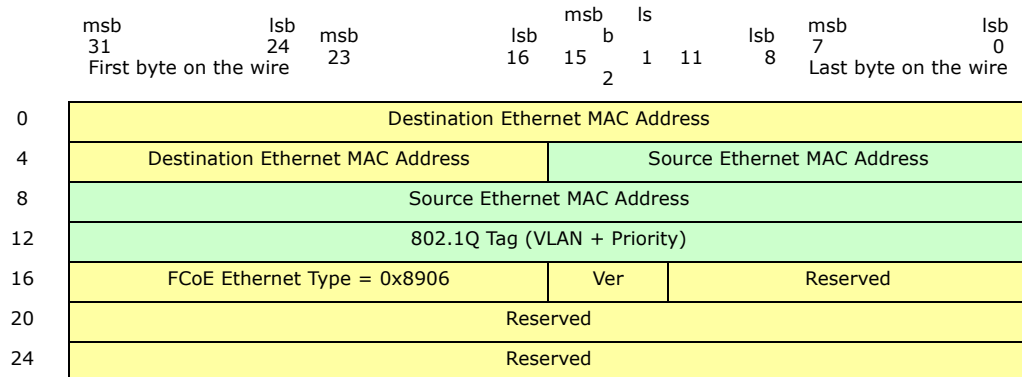 msb lsb msb lsb msb ls b lsb msb lsb
31 24 23 16 15 1 2 11 8 7 0
First byte on the wire Last byte on the wire
0 Destination Ethernet MAC Address
4 Destination Ethernet MAC Address Source Ethernet MAC Address
8 Source Ethernet MAC Address
12 802.1Q Tag (VLAN + Priority)
16 FCoE Ethernet Type = 0x8906 Ver Reserved
20 Reserved
24 Reserved